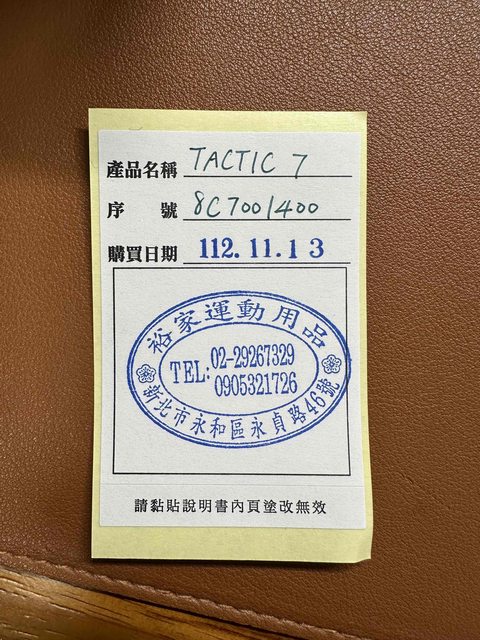 產品名稱 TACTIC 7
序號 8C7001400
購買日期 112.11.13
裕家運動用品
TEL: 02-29267329
0905321726
新北市永和區永貞路46號
請黏貼說明書內頁塗改無效